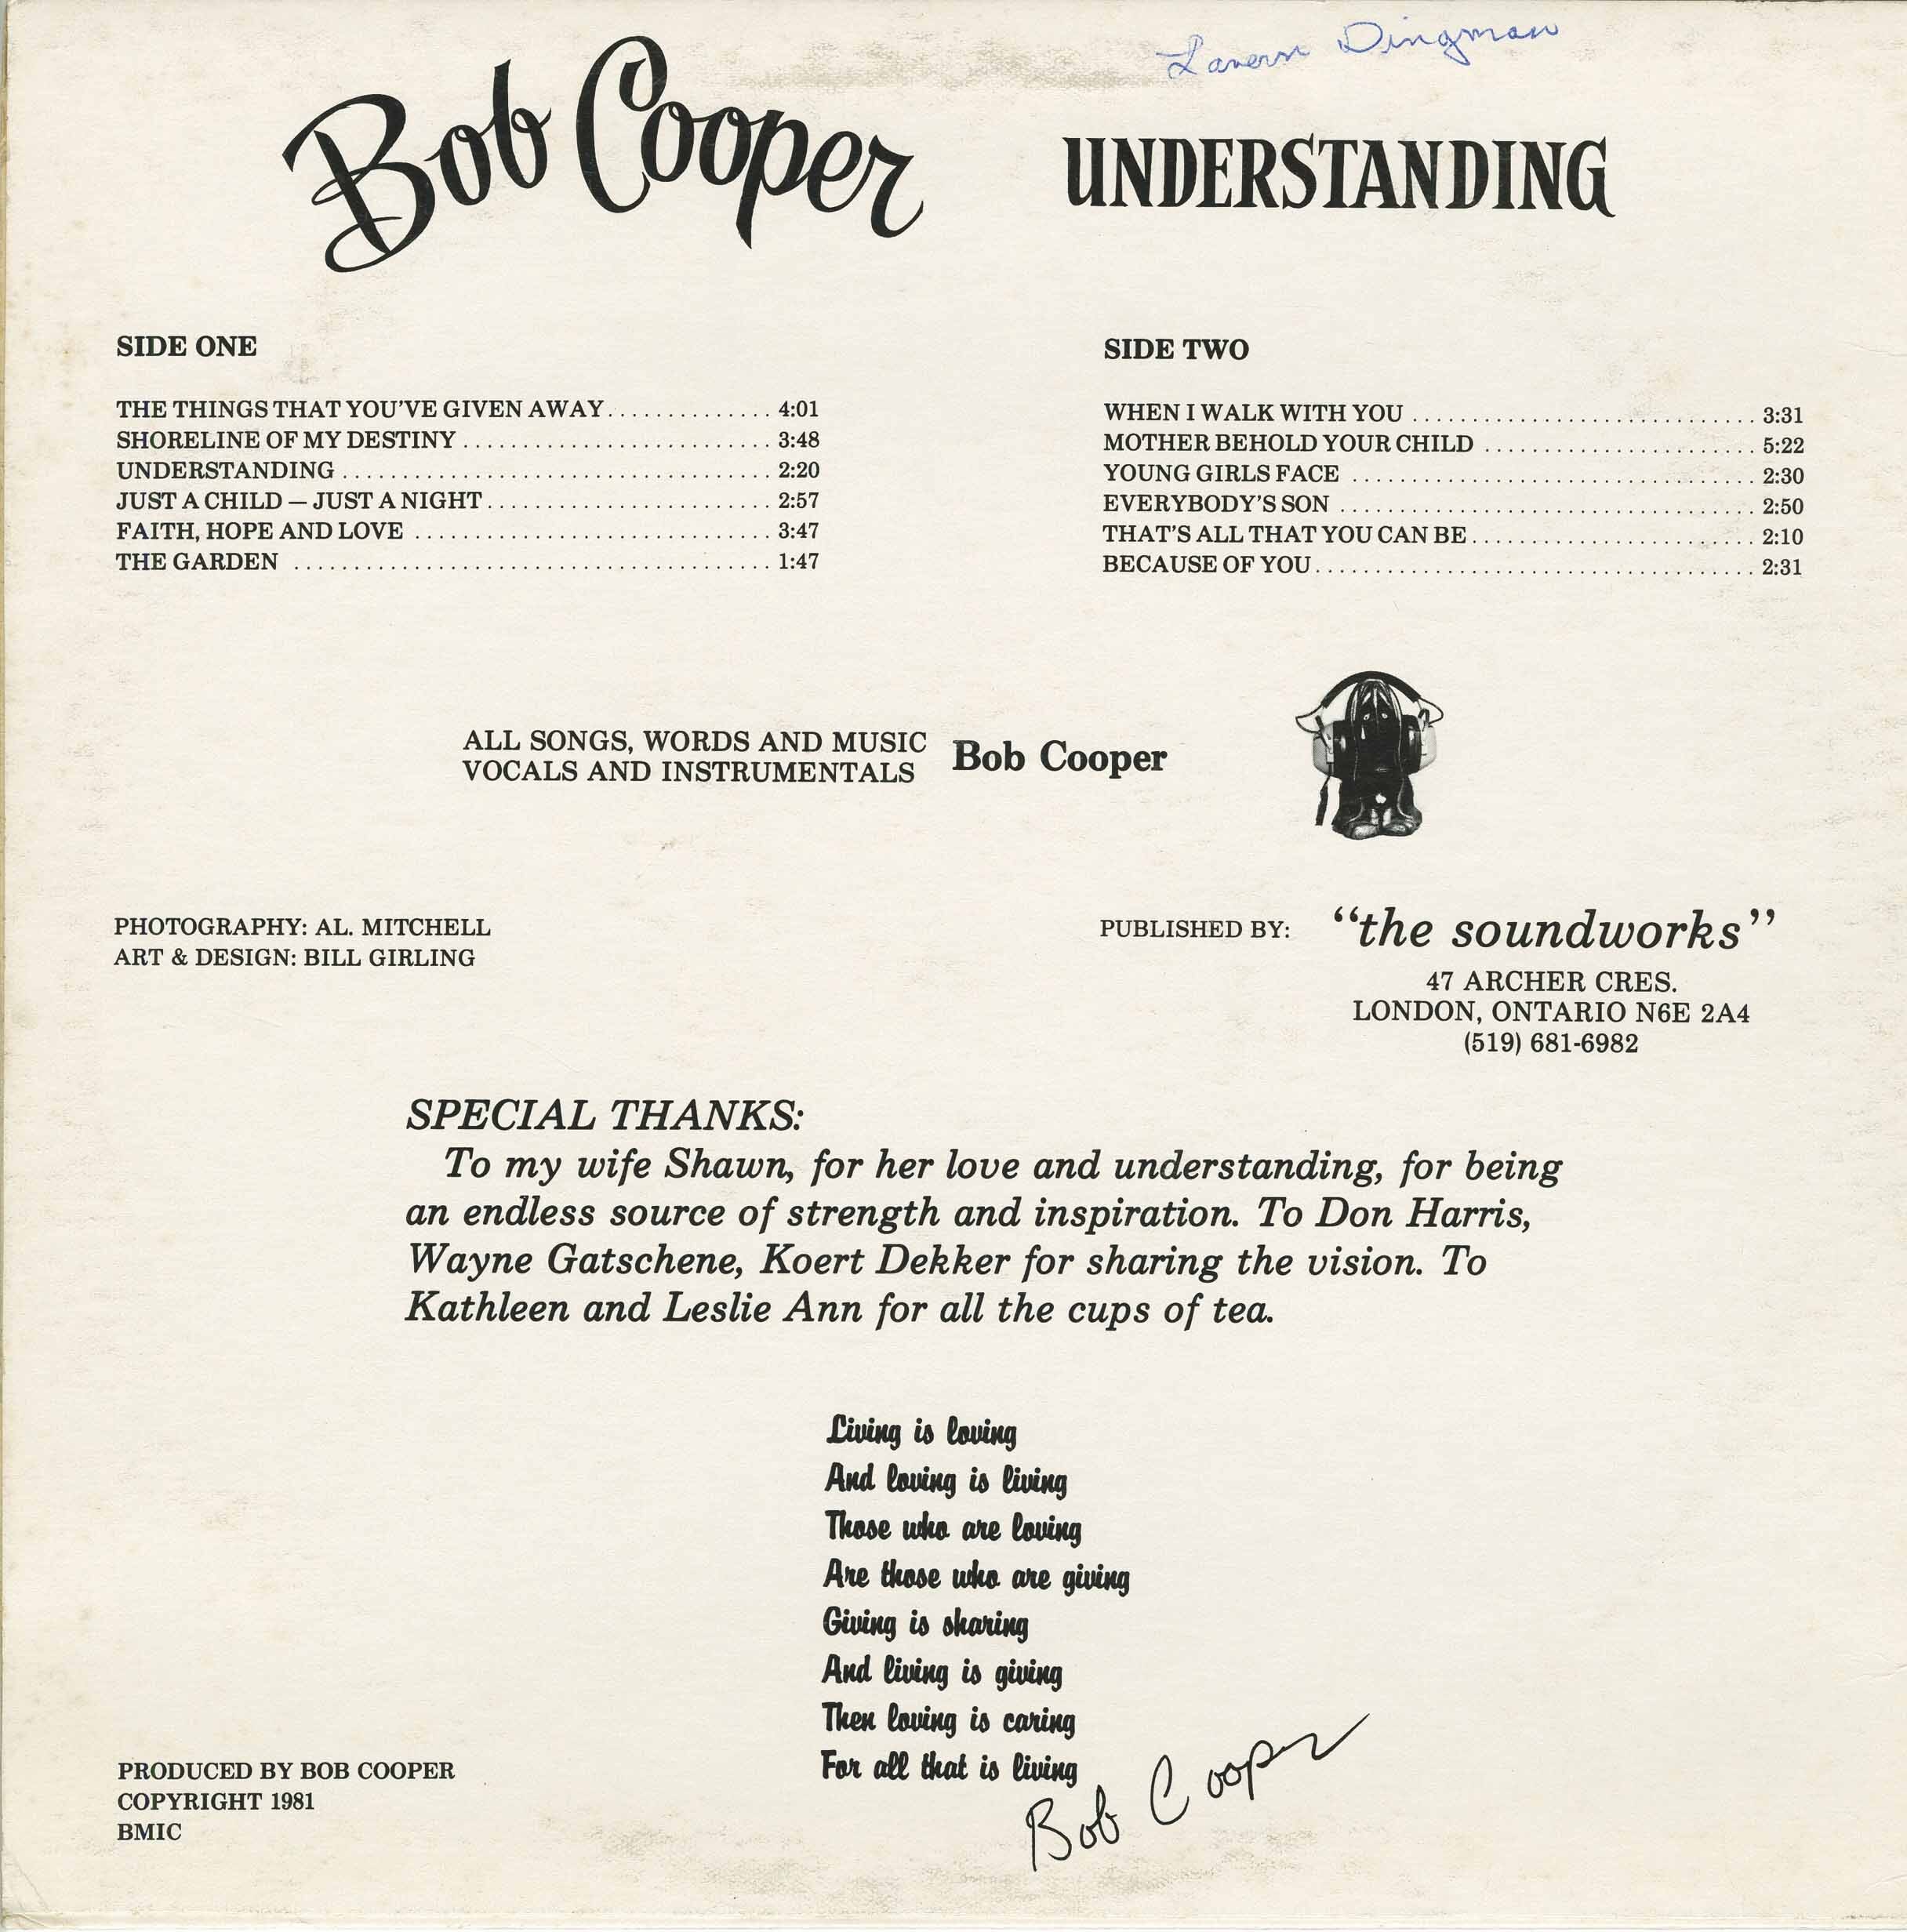 Lavern Dingman
Bob Cooper
UNDERSTANDING
SIDE ONE
THE THINGS THAT YOU'VE GIVEN AWAY.............. 4:01
SHORELINE OF MY DESTINY.......................... 3:48
UNDERSTANDING.................................... 2:20
JUST A CHILD — JUST A NIGHT........................ 2:57
FAITH, HOPE AND LOVE .............................. 3:47
THE GARDEN ........................................ 1:47
SIDE TWO
WHEN I WALK WITH YOU ............................. 3:31
MOTHER BEHOLD YOUR CHILD ....................... 5:22
YOUNG GIRLS FACE .................................. 2:30
EVERYBODY'S SON ................................... 2:50
THAT'S ALL THAT YOU CAN BE........................ 2:10
BECAUSE OF YOU..................................... 2:31
ALL SONGS, WORDS AND MUSIC
VOCALS AND INSTRUMENTALS
Bob Cooper
PHOTOGRAPHY: AL. MITCHELL
ART & DESIGN: BILL GIRLING
PUBLISHED BY: “the soundworks”
47 ARCHER CRES.
LONDON, ONTARIO N6E 2A4
(519) 681-6982
SPECIAL THANKS:
To my wife Shawn, for her love and understanding, for being
an endless source of strength and inspiration. To Don Harris,
Wayne Gatschene, Koert Dekker for sharing the vision. To
Kathleen and Leslie Ann for all the cups of tea.
Living is loving
And loving is living
Those who are loving
Are those who are giving
Giving is sharing
And living is giving
Then loving is caring
For all that is living
Bob Cooper
PRODUCED BY BOB COOPER
COPYRIGHT 1981
BMIC